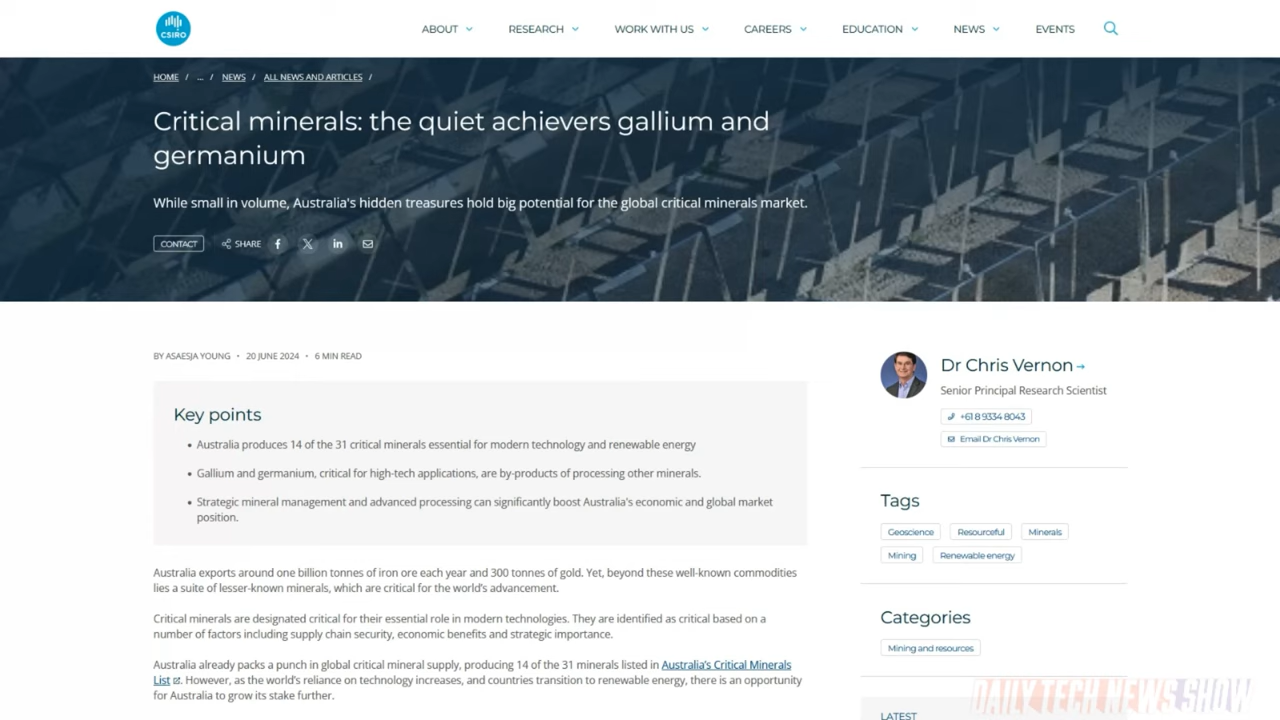 CSIRO
ABOUT
RESEARCH
WORK WITH US
CAREERS
EDUCATION
NEWS
EVENTS
HOME / ... / NEWS / ALL NEWS AND ARTICLES /
Critical minerals: the quiet achievers gallium and
germanium
While small in volume, Australia's hidden treasures hold big potential for the global critical minerals market.
CONTACT
SHARE
BY ASAESJA YOUNG • 20 JUNE 2024 • 6 MIN READ
Key points
• Australia produces 14 of the 31 critical minerals essential for modern technology and renewable energy
• Gallium and germanium, critical for high-tech applications, are by-products of processing other minerals.
• Strategic mineral management and advanced processing can significantly boost Australia's economic and global market
position.
Australia exports around one billion tonnes of iron ore each year and 300 tonnes of gold. Yet, beyond these well-known commodities
lies a suite of lesser-known minerals, which are critical for the world's advancement.
Critical minerals are designated critical for their essential role in modern technologies. They are identified as critical based on a
number of factors including supply chain security, economic benefits and strategic importance.
Australia already packs a punch in global critical mineral supply, producing 14 of the 31 minerals listed in Australia's Critical Minerals
List. However, as the world's reliance on technology increases, and countries transition to renewable energy, there is an opportunity
for Australia to grow its stake further.
Dr Chris Vernon
Senior Principal Research Scientist
+61 8 9334 8043
Email Dr Chris Vernon
Tags
Geoscience
Resourceful
Minerals
Mining
Renewable energy
Categories
Mining and resources
LATEST
DAILY TECH NEWS SHOW